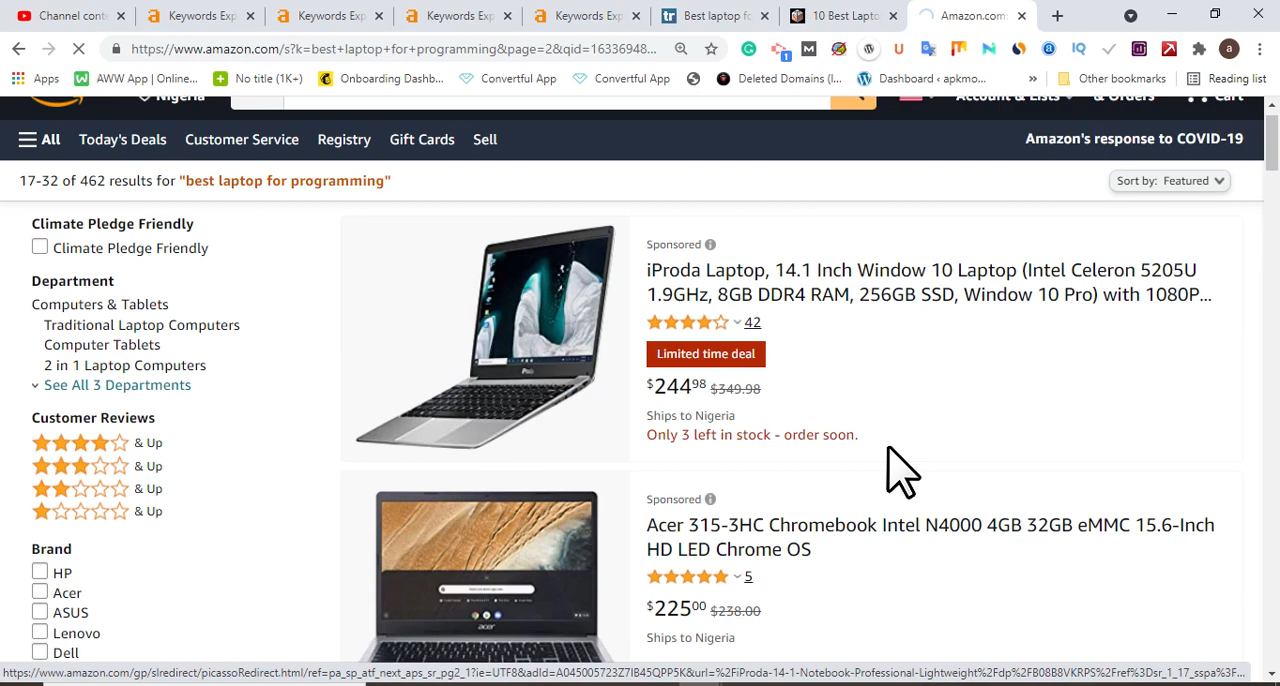 Channel conte
Keywords Exp
Keywords Exp
Keywords Exp
Keywords Exp
Best laptop fo
10 Best Lapto
Amazon.com:
https://www.amazon.com/s?k=best+laptop+for+programming&page=2&qid=16336948...
Apps
AWW App | Online...
No title (1K+)
Onboarding Dashb...
Convertful App
Convertful App
Deleted Domains (I...
Dashboard ‹ apkmo...
»
Other bookmarks
Reading list
Nigeria
Account & Lists
& Orders
Cart
All
Today's Deals
Customer Service
Registry
Gift Cards
Sell
Amazon's response to COVID-19
17-32 of 462 results for "best laptop for programming"
Sort by: Featured
Climate Pledge Friendly
Climate Pledge Friendly
Department
Computers & Tablets
Traditional Laptop Computers
Computer Tablets
2 in 1 Laptop Computers
See All 3 Departments
Customer Reviews
& Up
& Up
& Up
& Up
Brand
HP
Acer
ASUS
Lenovo
Dell
Sponsored
iProda Laptop, 14.1 Inch Window 10 Laptop (Intel Celeron 5205U
1.9GHz, 8GB DDR4 RAM, 256GB SSD, Window 10 Pro) with 1080P...
42
Limited time deal
$244 98 $349.98
Ships to Nigeria
Only 3 left in stock - order soon.
Sponsored
Acer 315-3HC Chromebook Intel N4000 4GB 32GB eMMC 15.6-Inch
HD LED Chrome OS
5
$225 00 $238.00
Ships to Nigeria
acer
https://www.amazon.com/gp/slredirect/picassoRedirect.html/ref=pa_sp_atf_next_aps_sr_pg2_1?ie=UTF8&adId=A045005723Z7IB45QPP5K&url=%2FiProda-14-1-Notebook-Professional-Lightweight%2Fdp%2FB08B8VKRPS%2Fref%3Dsr_1_17_sspa%3...